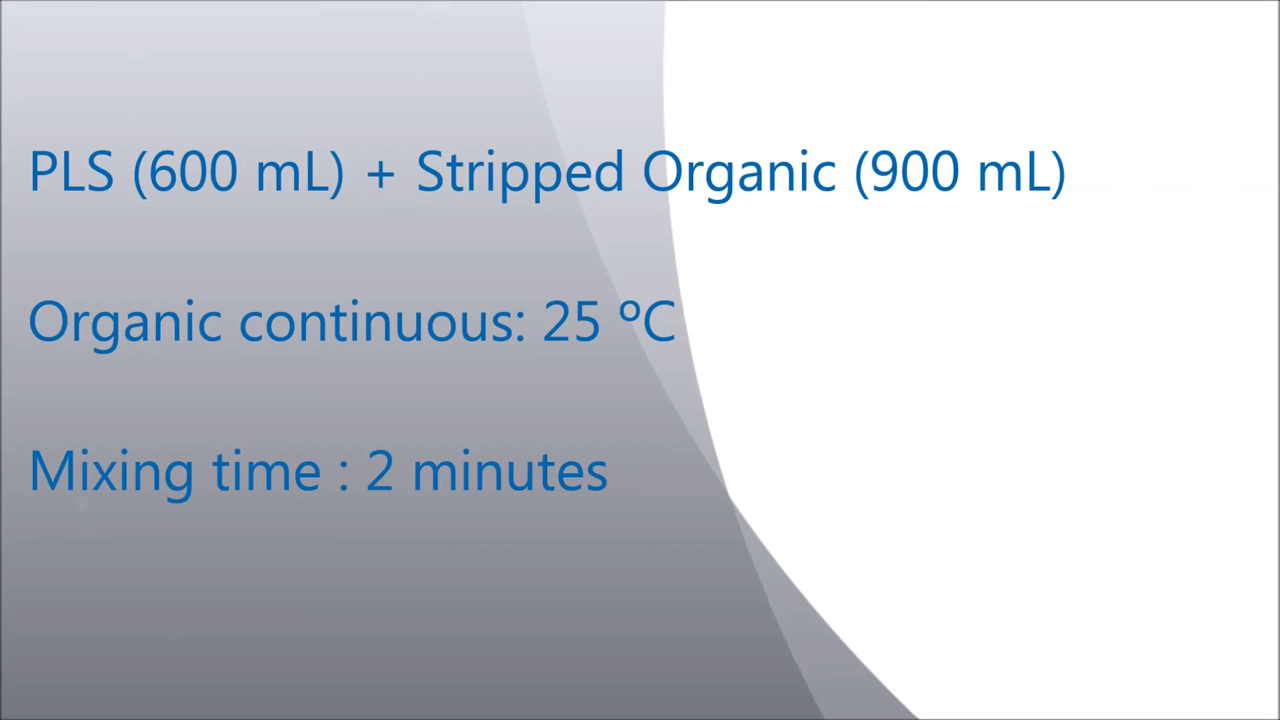 PLS (600 mL) + Stripped Organic (900 mL)
Organic continuous: 25 ºC
Mixing time : 2 minutes